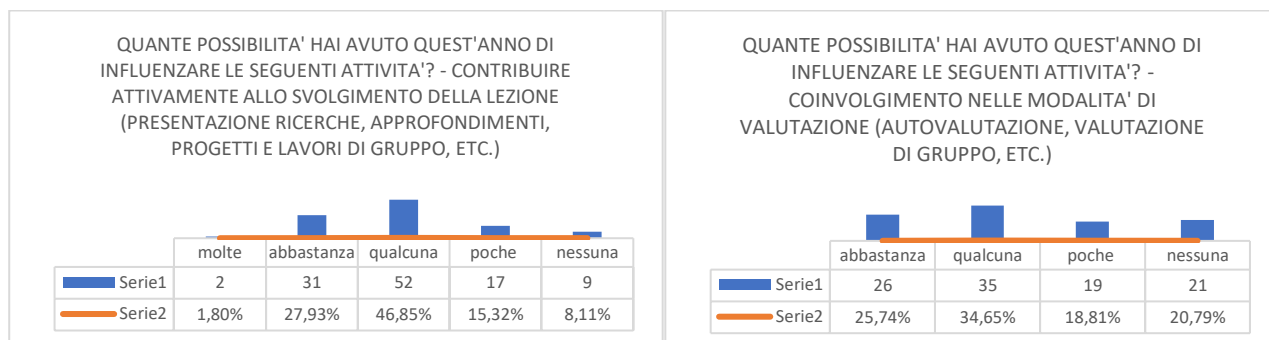 QUANTE POSSIBILITA' HAI AVUTO QUEST'ANNO DI
INFLUENZARE LE SEGUENTI ATTIVITA'? - CONTRIBUIRE
ATTIVAMENTE ALLO SVOLGIMENTO DELLA LEZIONE
(PRESENTAZIONE RICERCHE, APPROFONDIMENTI,
PROGETTI E LAVORI DI GRUPPO, ETC.)
molte abbastanza qualcuna poche nessuna
Serie1 2 31 52 17 9
Serie2 1,80% 27,93% 46,85% 15,32% 8,11%
QUANTE POSSIBILITA' HAI AVUTO QUEST'ANNO DI
INFLUENZARE LE SEGUENTI ATTIVITA'? -
COINVOLGIMENTO NELLE MODALITA' DI
VALUTAZIONE (AUTOVALUTAZIONE, VALUTAZIONE
DI GRUPPO, ETC.)
abbastanza qualcuna poche nessuna
Serie1 26 35 19 21
Serie2 25,74% 34,65% 18,81% 20,79%